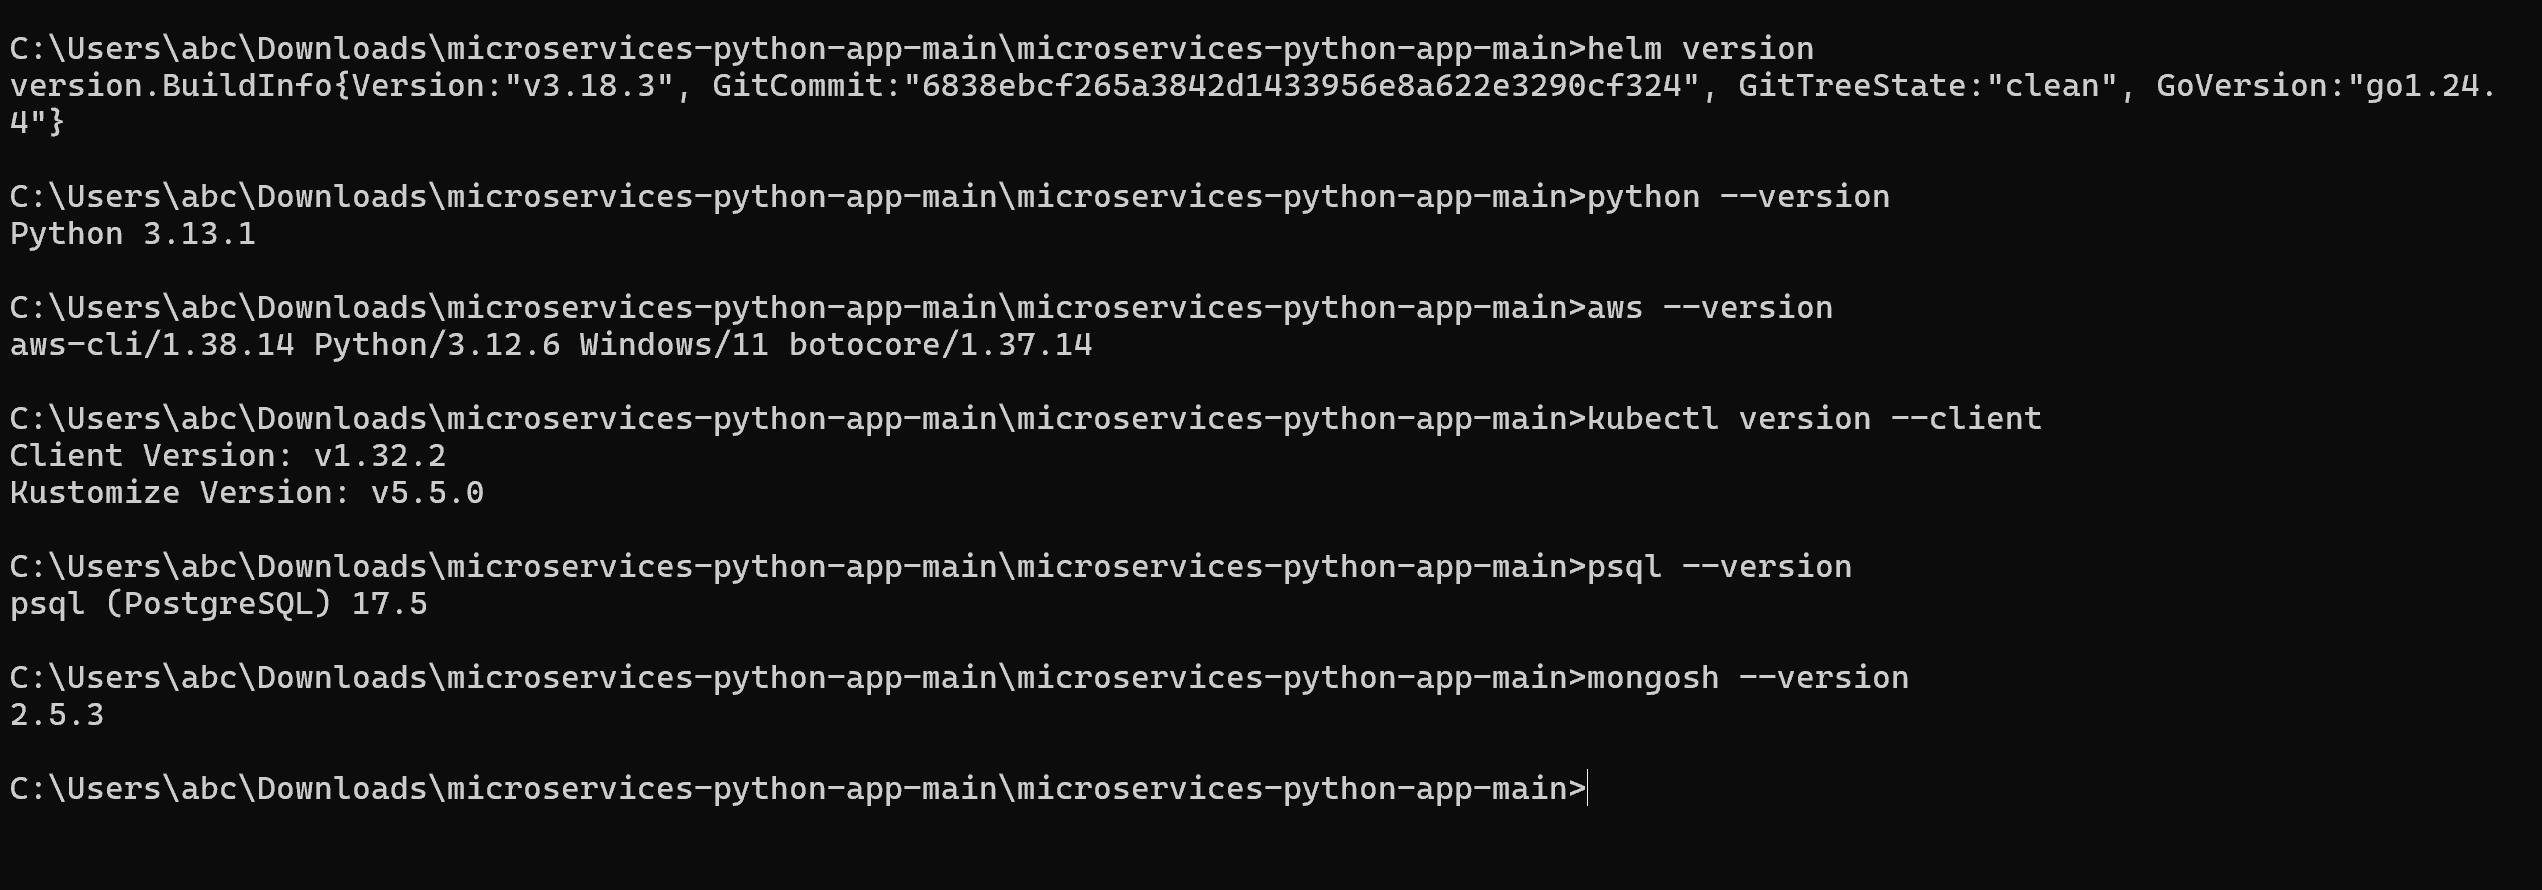 C:\Users\abc\Downloads\microservices-python-app-main\microservices-python-app-main>helm version
version.BuildInfo{Version:"v3.18.3", GitCommit:"6838ebcf265a3842d1433956e8a622e3290cf324", GitTreeState:"clean", GoVersion:"go1.24.
4"}
C:\Users\abc\Downloads\microservices-python-app-main\microservices-python-app-main>python --version
Python 3.13.1
C:\Users\abc\Downloads\microservices-python-app-main\microservices-python-app-main>aws --version
aws-cli/1.38.14 Python/3.12.6 Windows/11 botocore/1.37.14
C:\Users\abc\Downloads\microservices-python-app-main\microservices-python-app-main>kubectl version --client
Client Version: v1.32.2
Kustomize Version: v5.5.0
C:\Users\abc\Downloads\microservices-python-app-main\microservices-python-app-main>psql --version
psql (PostgreSQL) 17.5
C:\Users\abc\Downloads\microservices-python-app-main\microservices-python-app-main>mongosh --version
2.5.3
C:\Users\abc\Downloads\microservices-python-app-main\microservices-python-app-main>